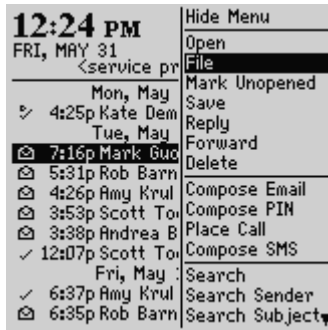 12:24 PM
FRI, MAY 31
<service pr
Mon, May
4:25p Kate Dem
Tue, May
7:16p Mark Guo
5:31p Rob Barn
4:26p Amy Krul
3:53p Scott To
3:38p Andrea B
12:07p Scott To
Fri, May
6:37p Amy Krul
6:35p Rob Barn
Hide Menu
Open
File
Mark Unopened
Save
Reply
Forward
Delete
Compose Email
Compose PIN
Place Call
Compose SMS
Search
Search Sender
Search Subject